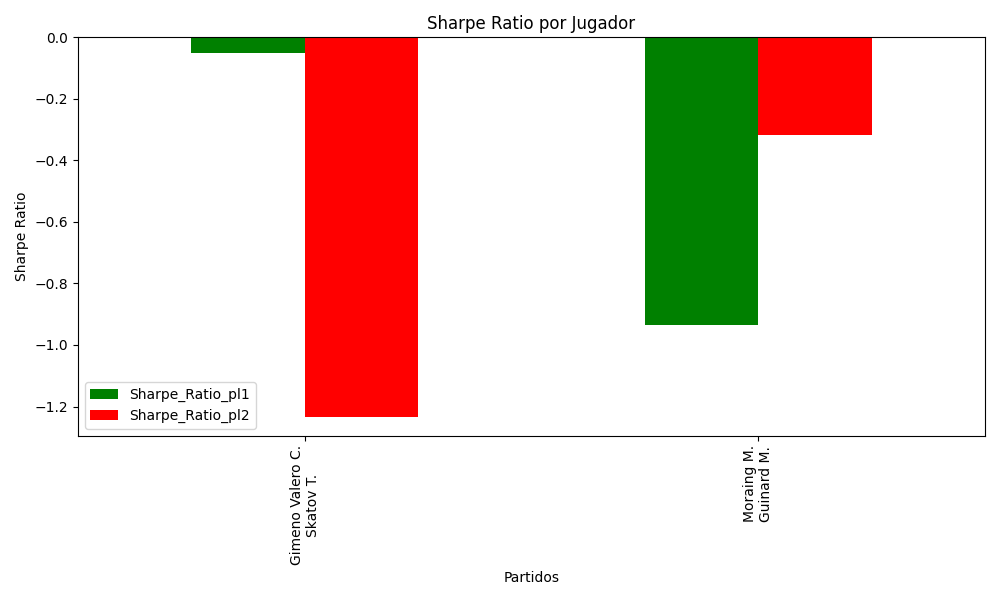 Sharpe Ratio por Jugador
Sharpe Ratio
0.0
−0.2
−0.4
−0.6
−0.8
−1.0
−1.2
Sharpe_Ratio_pl1
Sharpe_Ratio_pl2
Gimeno Valero C.
Skatov T.
Moraing M.
Guinard M.
Partidos